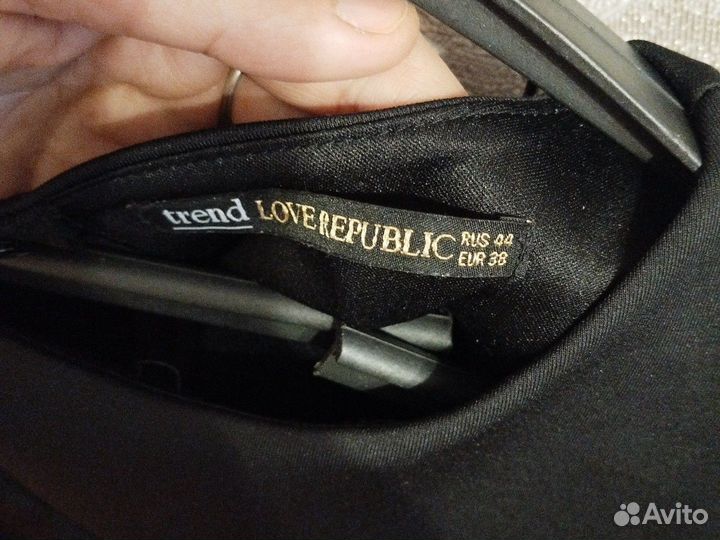 trend LOVE REPUBLIC RUS 44
EUR 38
Avito